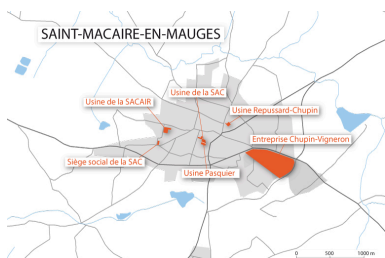 SAINT-MACAIRE-EN-MAUGES
Usine de la SAC
Usine de la SACAIR
Usine Repussard-Chupin
Entreprise Chupin-Vigneron
Siège social de la SAC
Usine Pasquier
0 500 1000 m